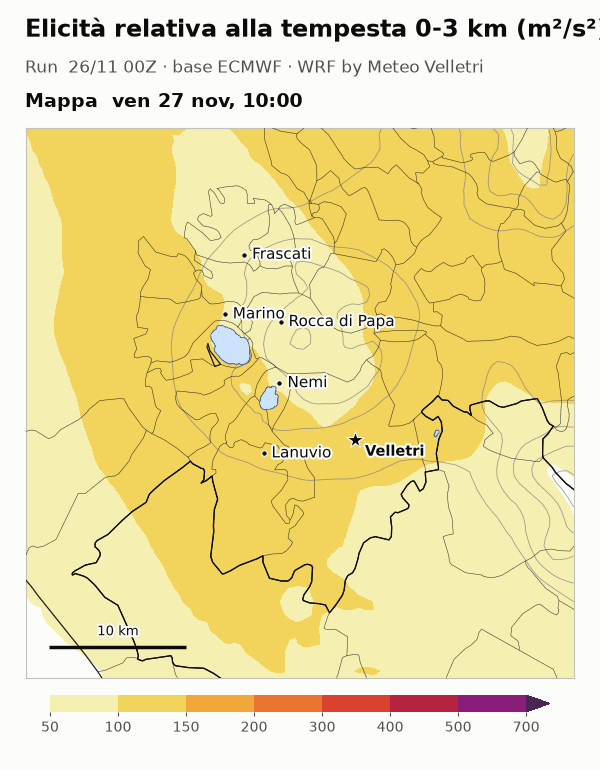 Elicità relativa alla tempesta 0-3 km (m²/s²)
Run  26/11 00Z · base ECMWF · WRF by Meteo Velletri
Mappa  ven 27 nov, 10:00
Frascati
Marino
Rocca di Papa
Nemi
Lanuvio
Velletri
10 km
50 100 150 200 300 400 500 700